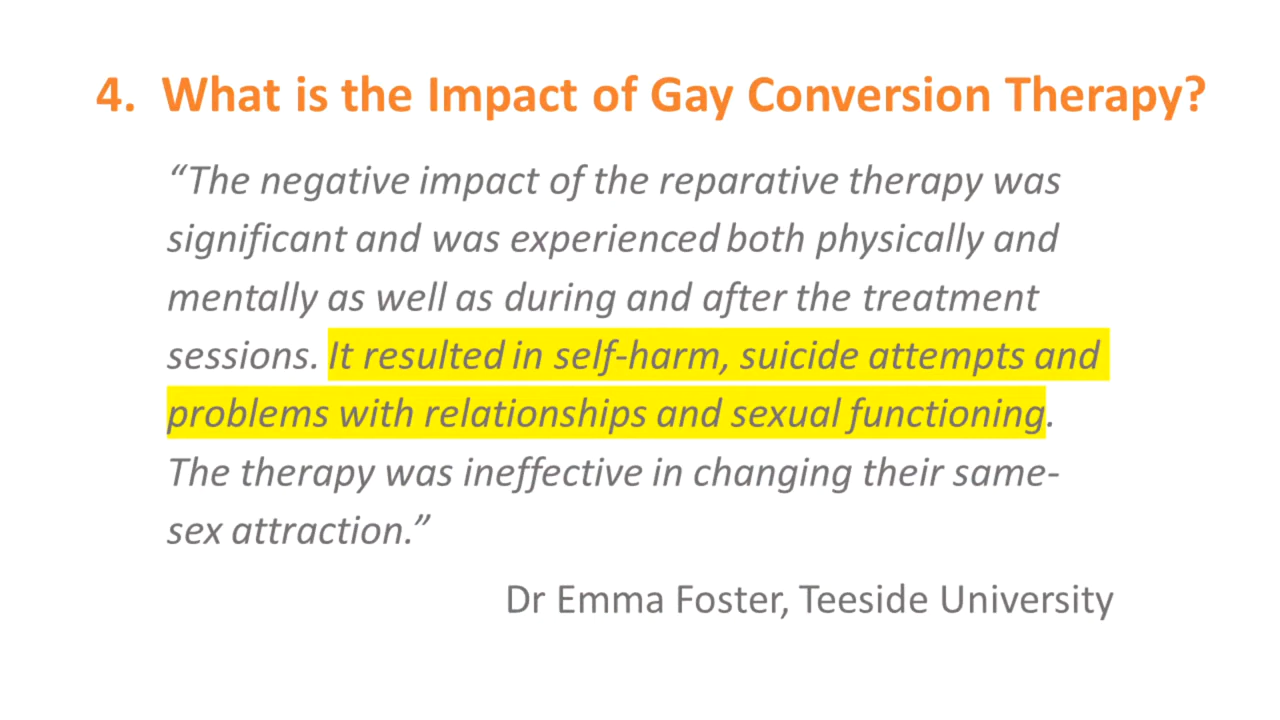 4. What is the Impact of Gay Conversion Therapy?
“The negative impact of the reparative therapy was
significant and was experienced both physically and
mentally as well as during and after the treatment
sessions. It resulted in self-harm, suicide attempts and
problems with relationships and sexual functioning.
The therapy was ineffective in changing their same-
sex attraction.”
Dr Emma Foster, Teeside University